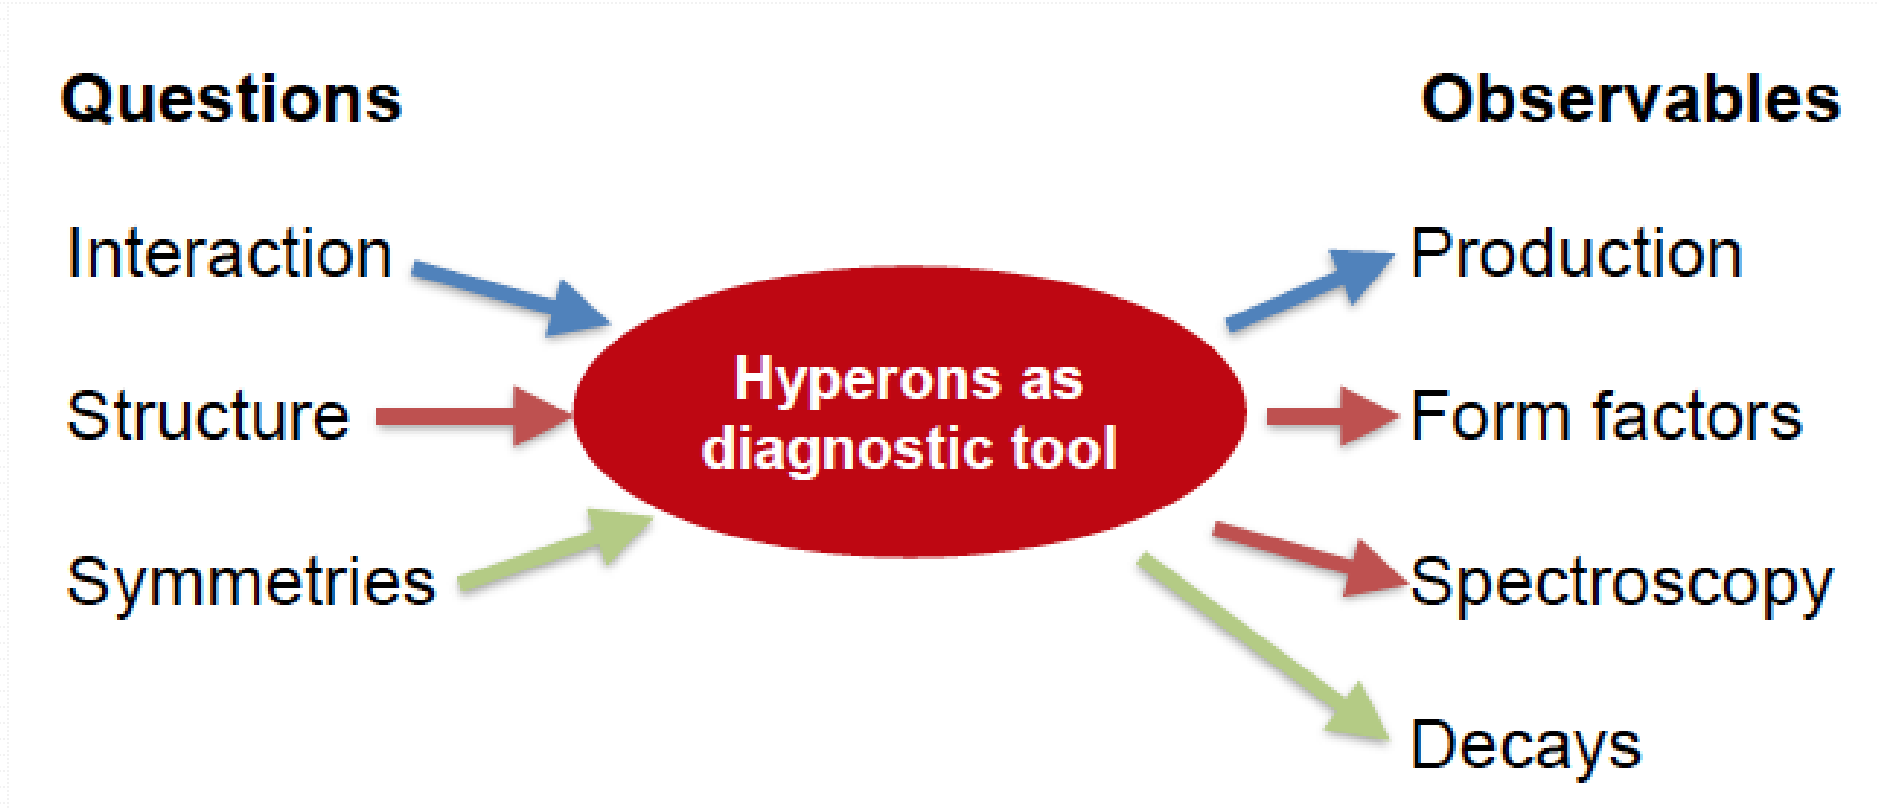 Questions
Observables
Interaction
Production
Hyperons as
diagnostic tool
Structure
Form factors
Symmetries
Spectroscopy
Decays